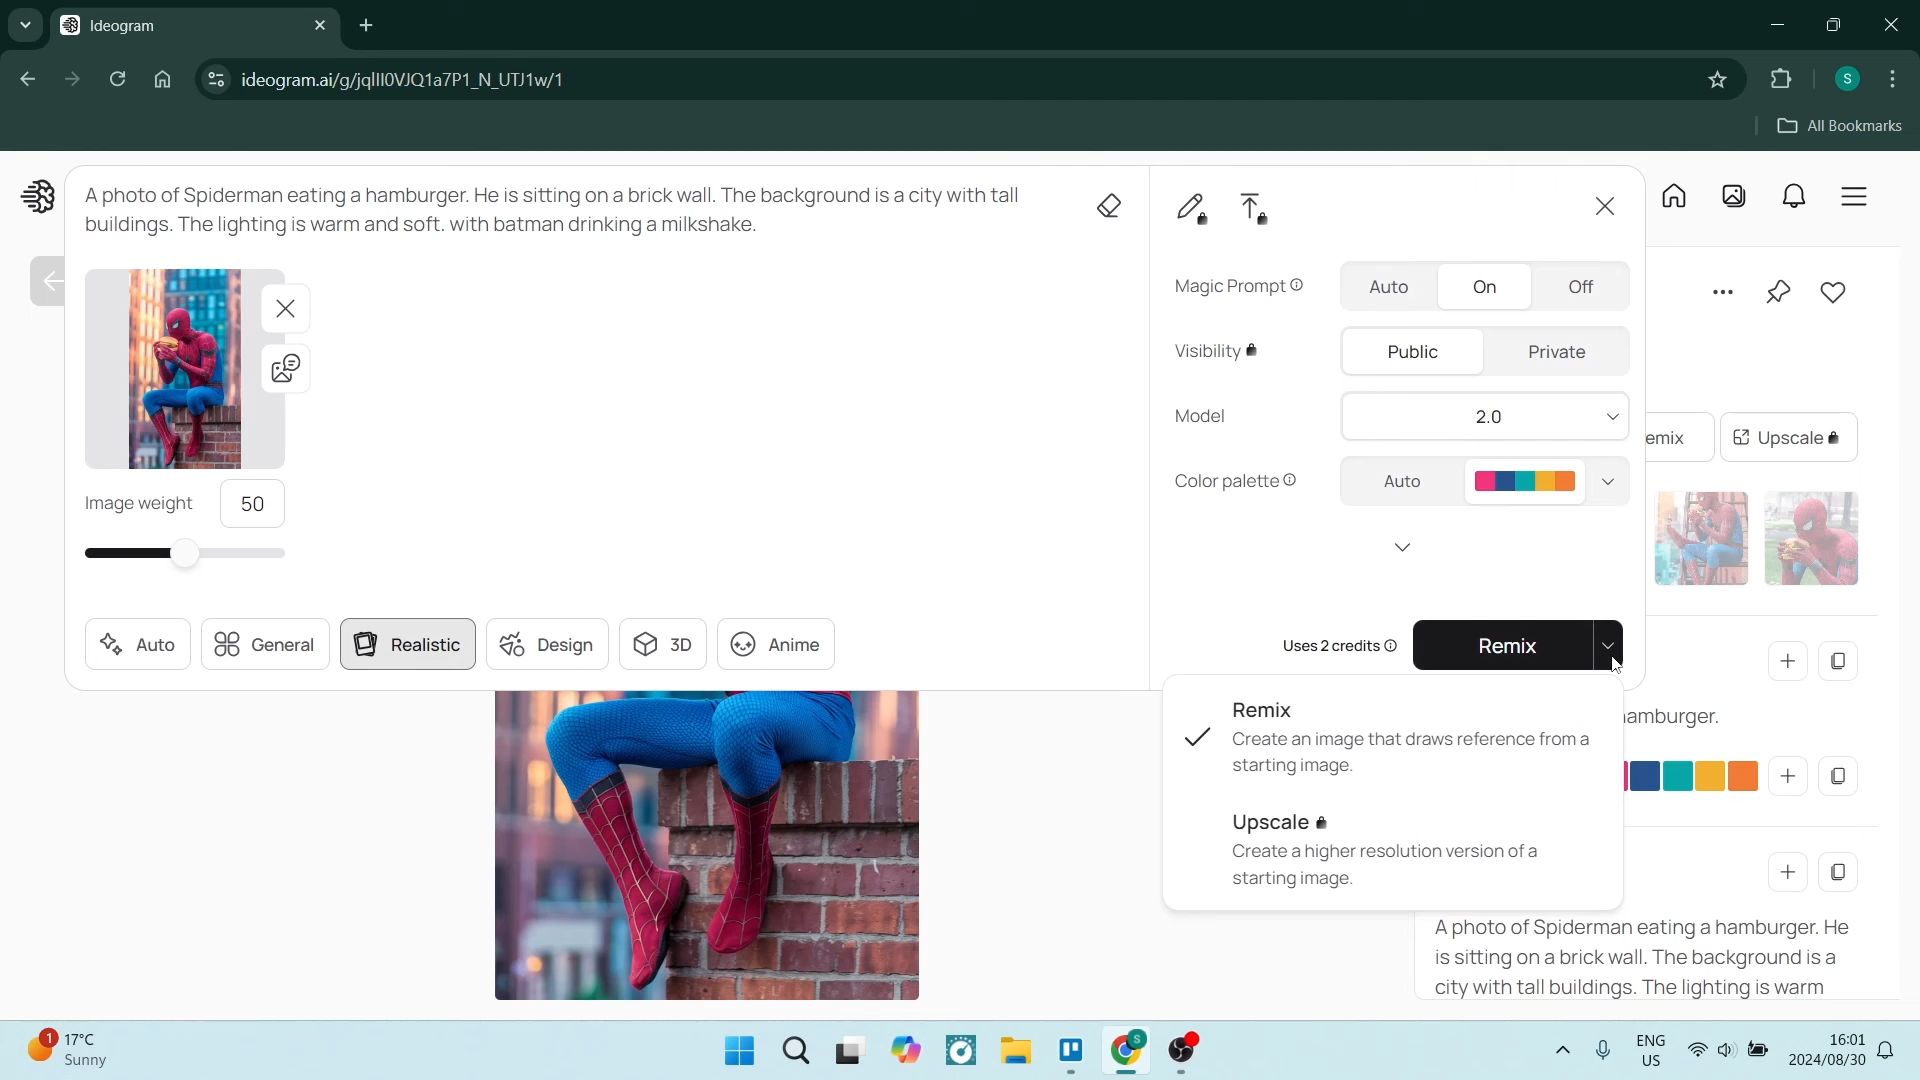 Ideogram
ideogram.ai/g/jqlII0VJQ1a7P1_N_UTJ1w/1
S
All Bookmarks
A photo of Spiderman eating a hamburger. He is sitting on a brick wall. The background is a city with tall
buildings. The lighting is warm and soft. with batman drinking a milkshake.
Image weight 50
Auto General Realistic Design 3D Anime
Magic Prompt Auto On Off
Visibility Public Private
Model 2.0
Color palette Auto
Uses 2 credits Remix
Remix
Create an image that draws reference from a
starting image.
Upscale
Create a higher resolution version of a
starting image.
emix Upscale
hamburger.
A photo of Spiderman eating a hamburger. He
is sitting on a brick wall. The background is a
city with tall buildings. The lighting is warm
1 17°C
Sunny
S
ENG
US
16:01
2024/08/30